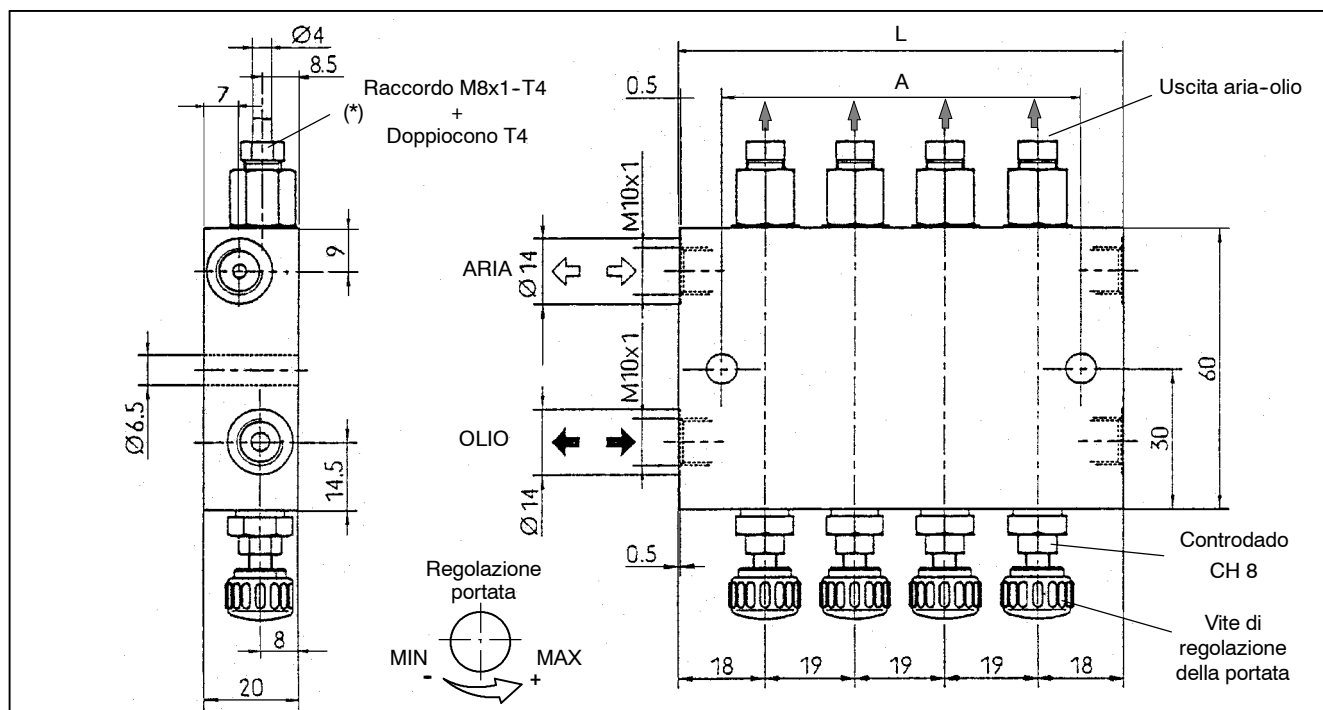 Ø4
8.5
7
Raccordo M8x1-T4
(*)
+
Doppiocono T4
L
0.5
A
Uscita aria-olio
M10x1
9
ARIA
Ø14
Ø6.5
M10x1
60
OLIO
30
14.5
Ø14
0.5
Controdado
CH 8
Regolazione
portata
8
MIN
MAX
-
+
Vite di
regolazione
della portata
18
19
19
19
18
20